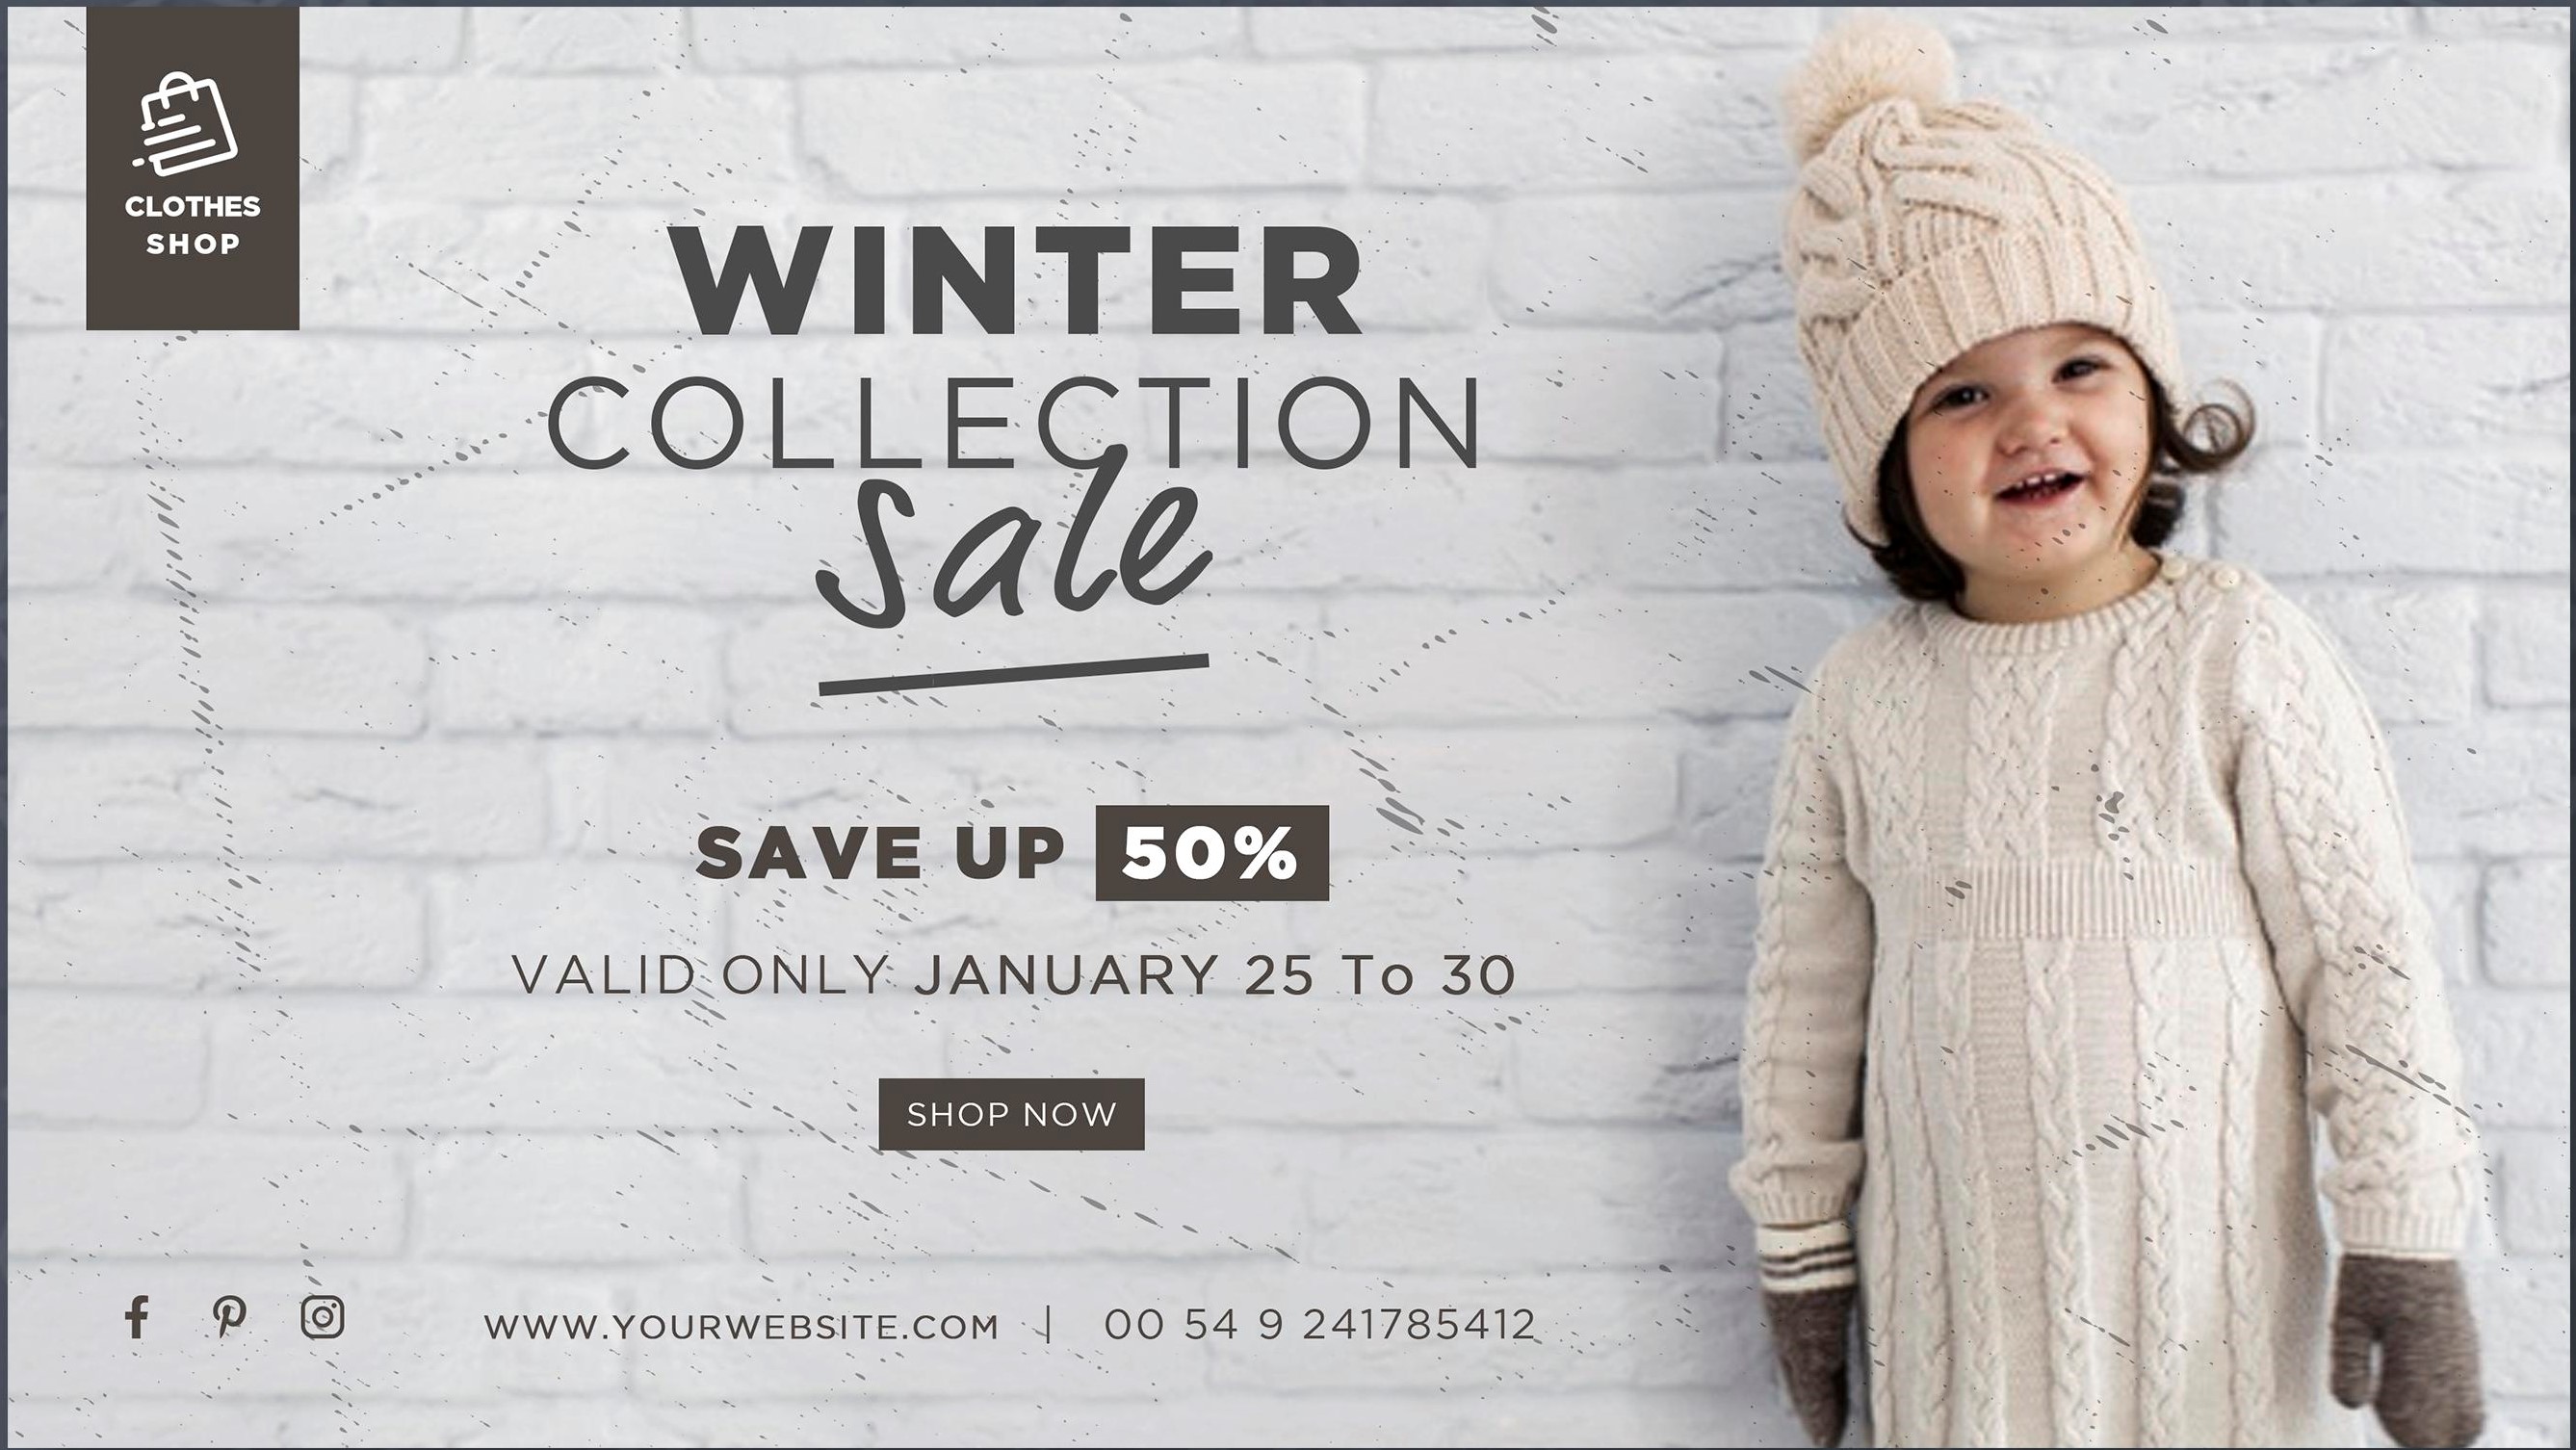 CLOTHES
SHOP
WINTER
COLLECTION
Sale
SAVE UP 50%
VALID ONLY JANUARY 25 To 30
SHOP NOW
WWW.YOURWEBSITE.COM | 00 54 9 241785412